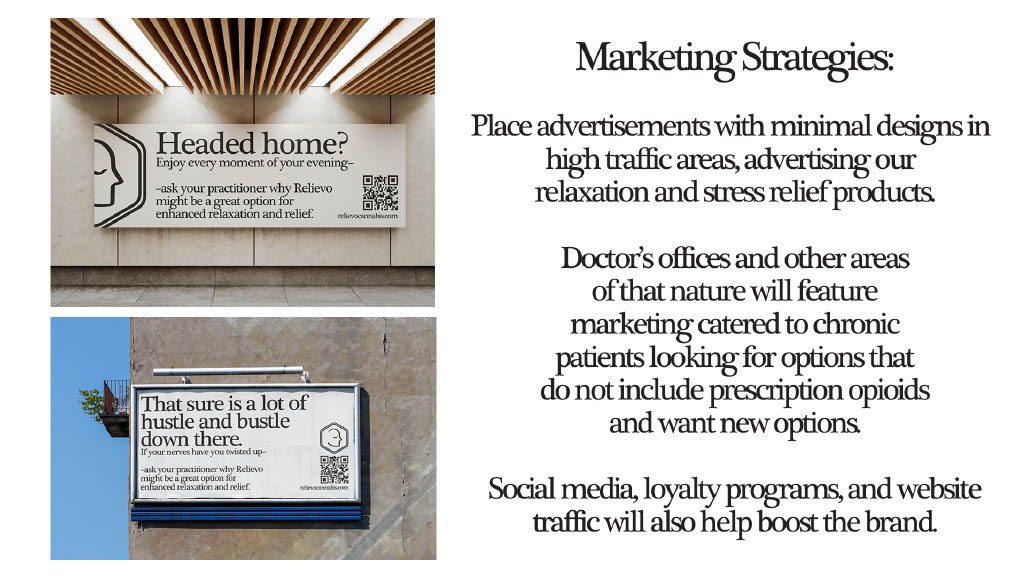 Headed home?
Enjoy every moment of your evening–
–ask your practitioner why Relievo
might be a great option for
enhanced relaxation and relief.
relievocannabis.com
That sure is a lot of
hustle and bustle
down there.
If your nerves have you twisted up–
–ask your practitioner why Relievo
might be a great option for
enhanced relaxation and relief.
relievocannabis.com
Marketing Strategies:
Place advertisements with minimal designs in
high traffic areas, advertising our
relaxation and stress relief products.
Doctor's offices and other areas
of that nature will feature
marketing catered to chronic
patients looking for options that
do not include prescription opioids
and want new options.
Social media, loyalty programs, and website
traffic will also help boost the brand.